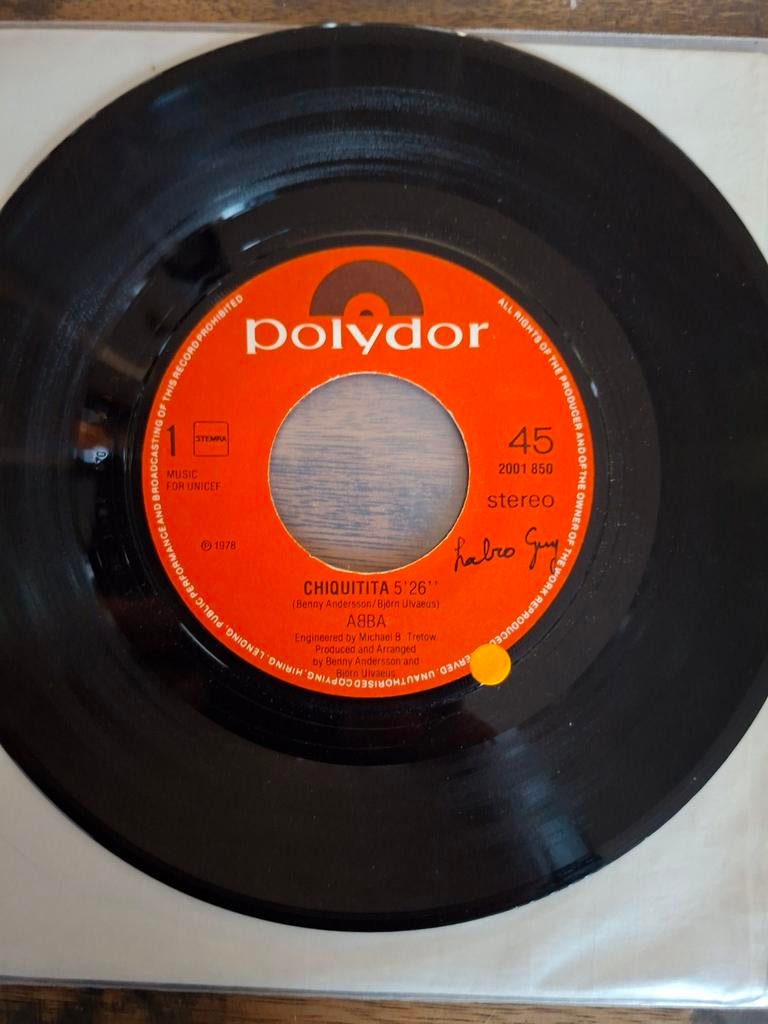 polydor
1
STEMRA
MUSIC
FOR UNICEF
45
2001 850
stereo
℗ 1978
CHIQUITITA 5'26''
(Benny Andersson/Björn Ulvaeus)
ABBA
Engineered by Michael B. Tretow
Produced and Arranged
by Benny Andersson and
Björn Ulvaeus
Labro Guy
ALL RIGHTS OF THE PRODUCER AND OF THE OWNER OF THE WORK REPRODUCED ERVED. UNAUTHORISED COPYING, HIRING, LENDING, PUBLIC PERFORMANCE AND BROADCASTING OF THIS RECORD PROHIBITED